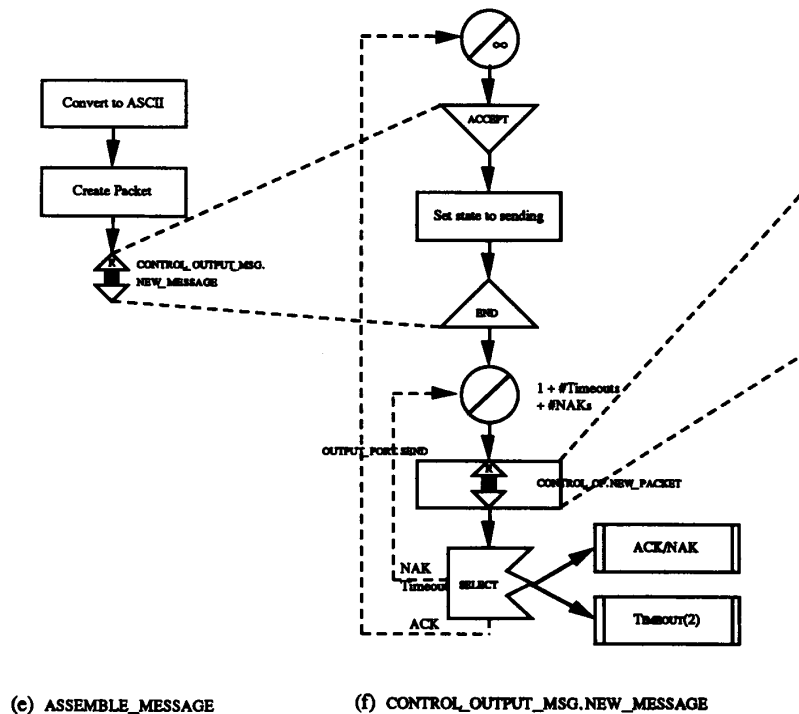 ∞
Convert to ASCII
ACCEPT
Create Packet
Set state to sending
R
CONTROL_OUTPUT_MSG.
NEW_MESSAGE
END
1 + #Timeouts
+ #NAKs
OUTPUT_PORT.SEND
R
CONTROL_OP.NEW_PACKET
ACK/NAK
NAK
Timeout
SELECT
TIMEOUT(2)
ACK
(e) ASSEMBLE_MESSAGE
(f) CONTROL_OUTPUT_MSG.NEW_MESSAGE